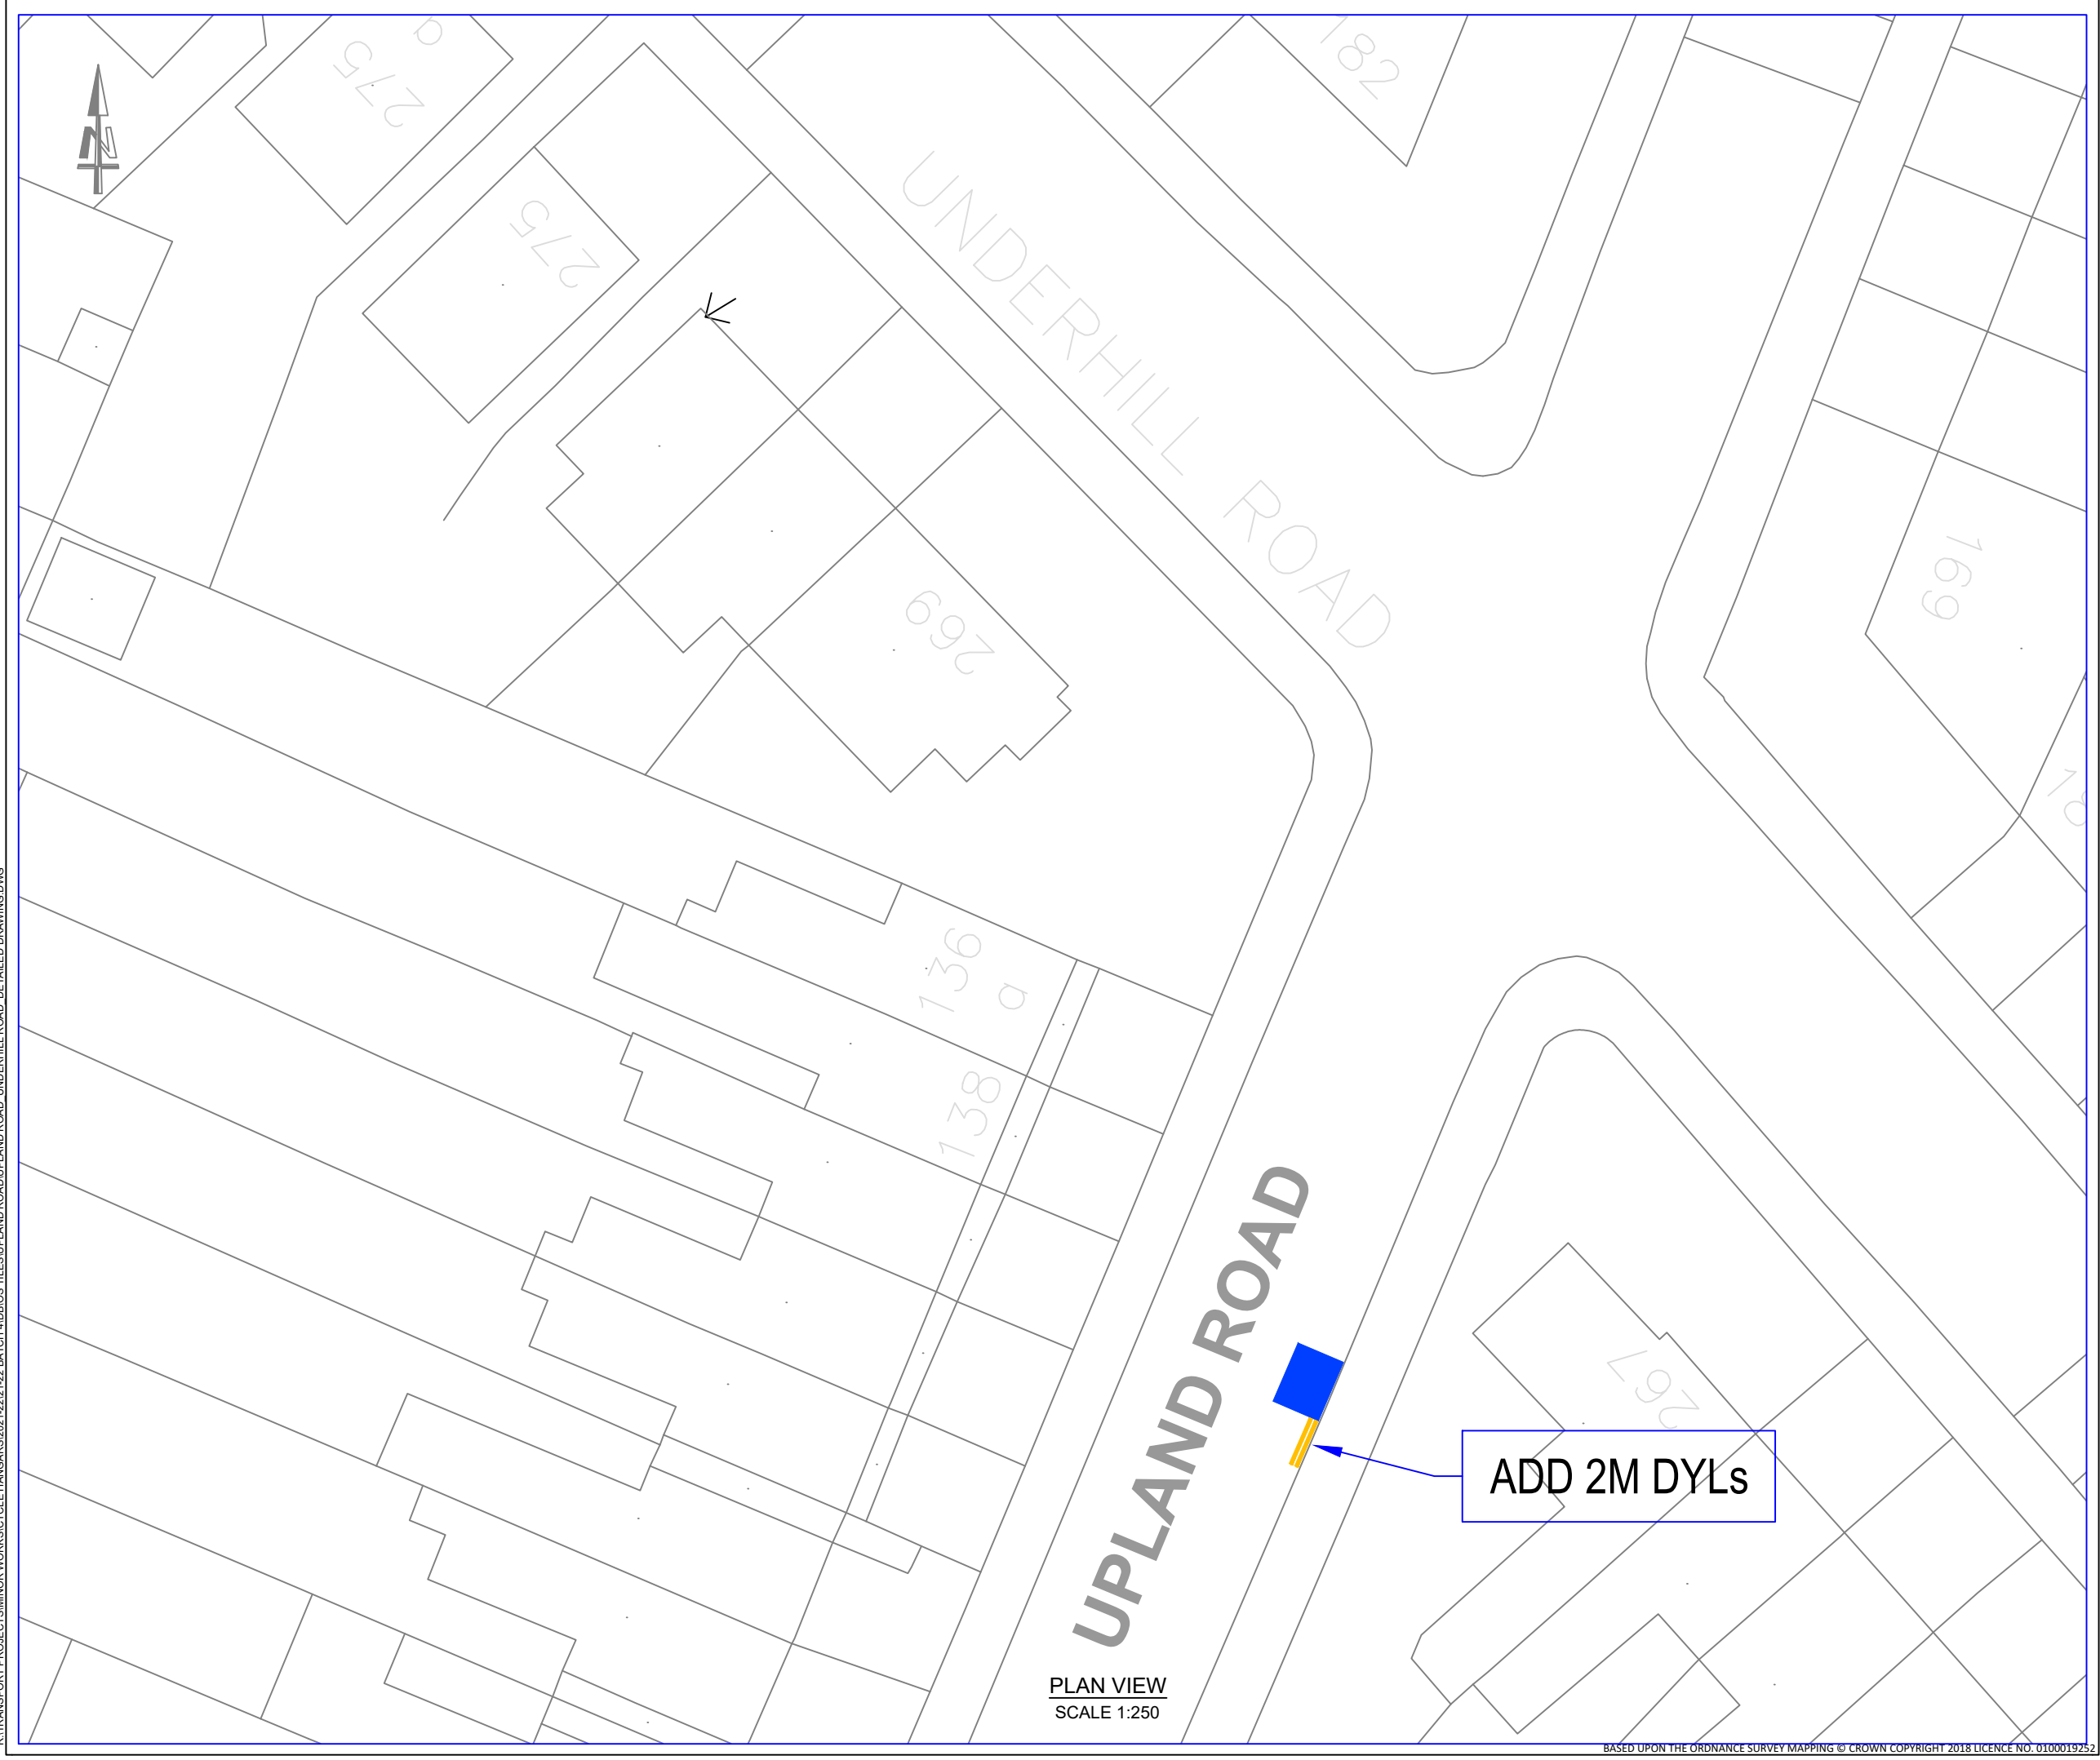 N
275
182
275
UNDERHILL ROAD
169
269
136
138
UPLAND ROAD
267
ADD 2M DYLs
PLAN VIEW
SCALE 1:250
BASED UPON THE ORDNANCE SURVEY MAPPING © CROWN COPYRIGHT 2018 LICENCE NO. 0100019252